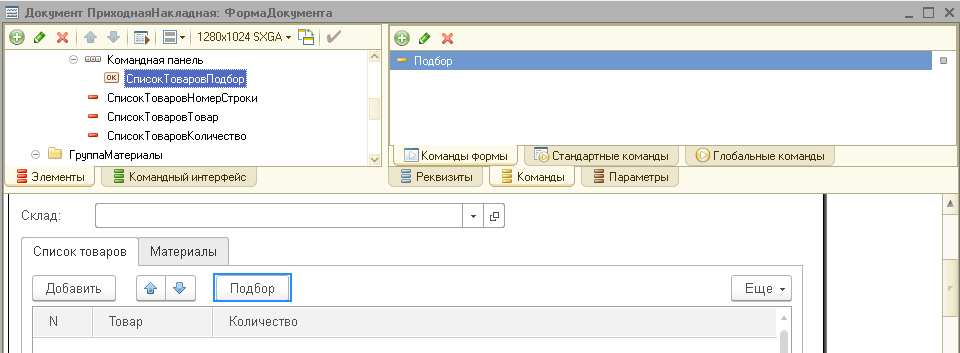 Документ ПриходнаяНакладная: ФормаДокумента
1280x1024 SXGA
Командная панель
OK СписокТоваровПодбор
СписокТоваровНомерСтроки
СписокТоваровТовар
СписокТоваровКоличество
ГруппаМатериалы
Элементы Командный интерфейс
Подбор
Команды формы Стандартные команды Глобальные команды
Реквизиты Команды Параметры
Склад:
Список товаров Материалы
Добавить Подбор Еще
N Товар Количество